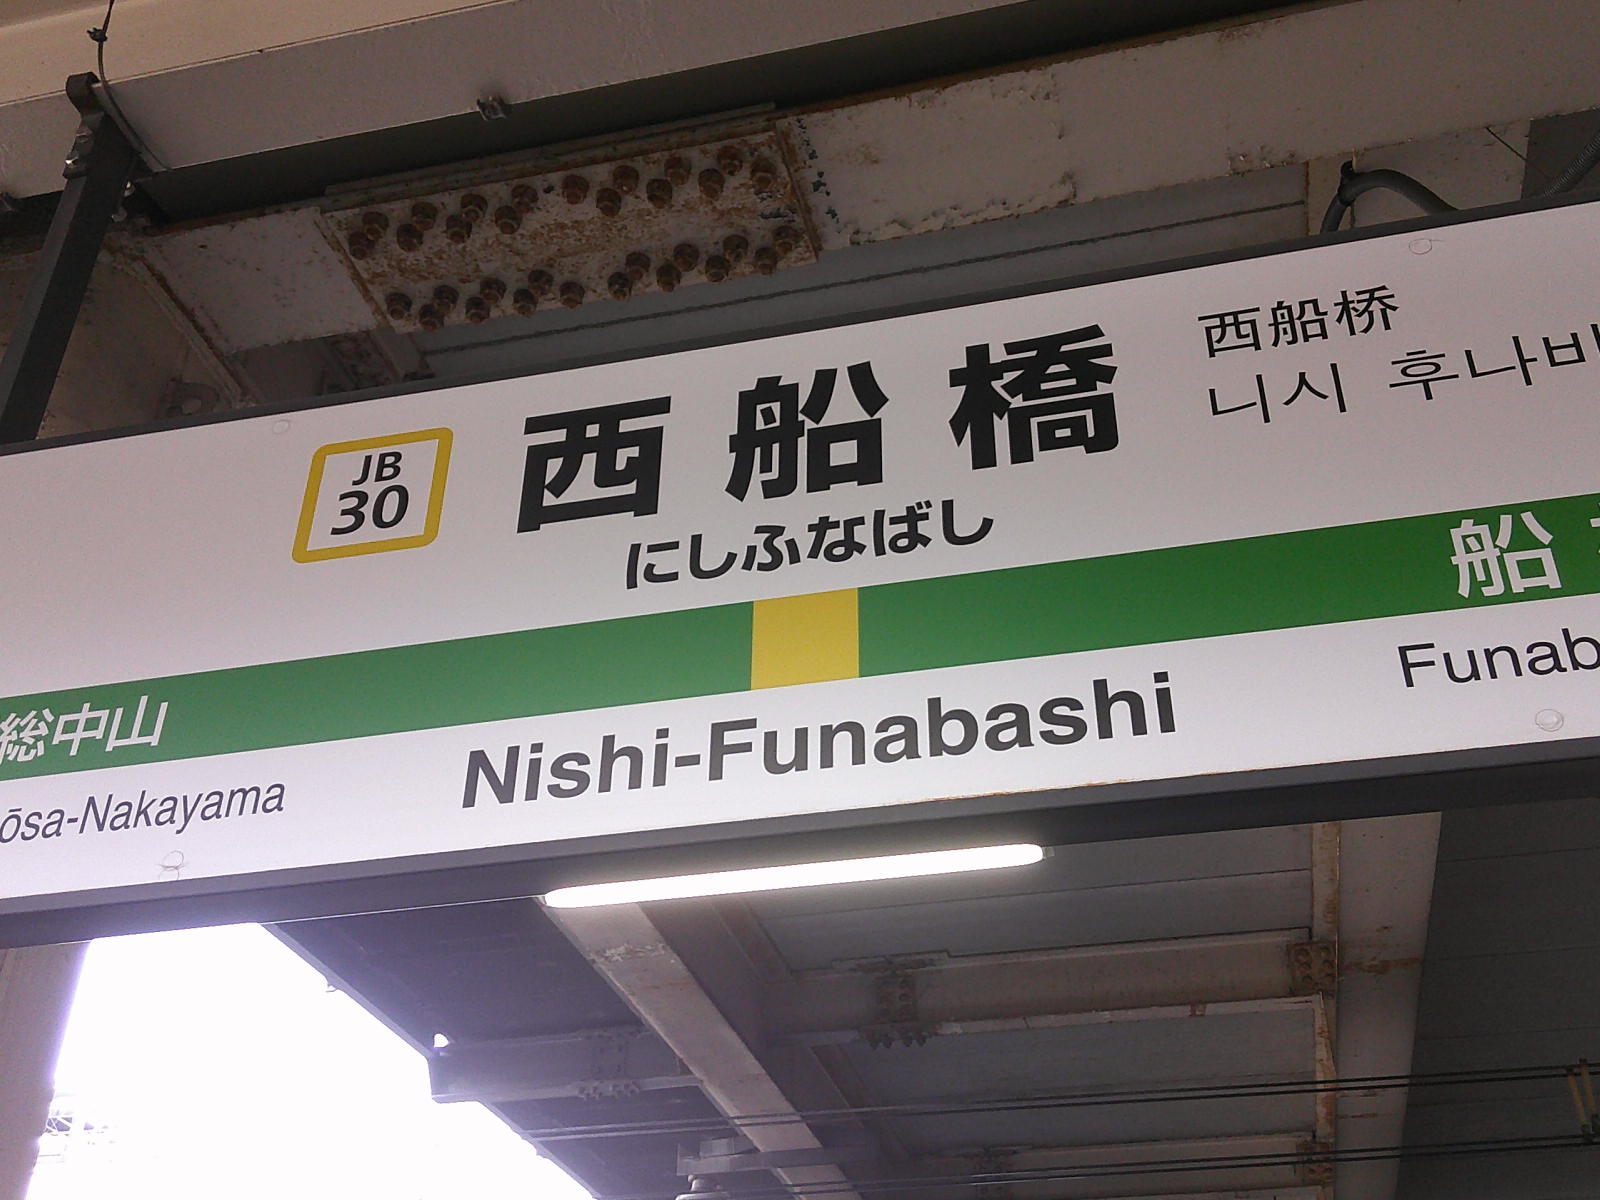 JB
30
西船橋
にしふなばし
西船桥
니시 후나바
総中山
船
ōsa-Nakayama
Nishi-Funabashi
Funab